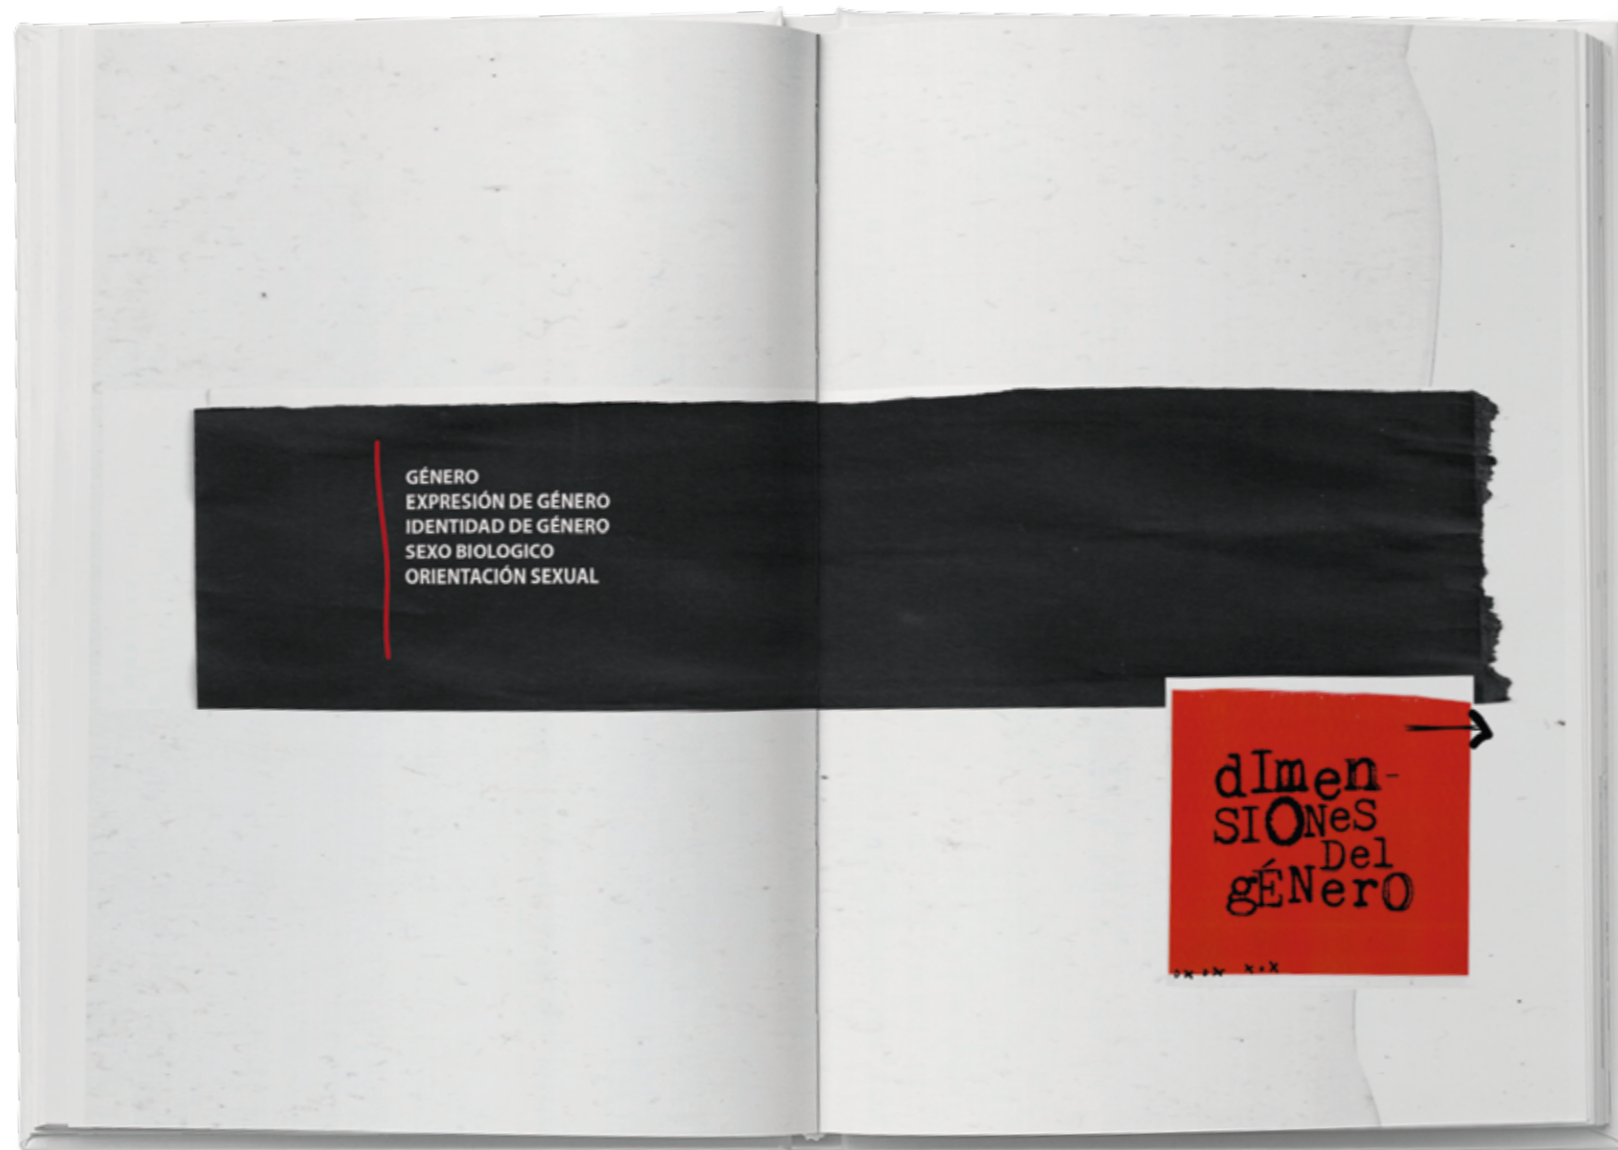 GÉNERO
EXPRESIÓN DE GÉNERO
IDENTIDAD DE GÉNERO
SEXO BIOLOGICO
ORIENTACIÓN SEXUAL
dImen-
SIONeS
Del
gÉNerO